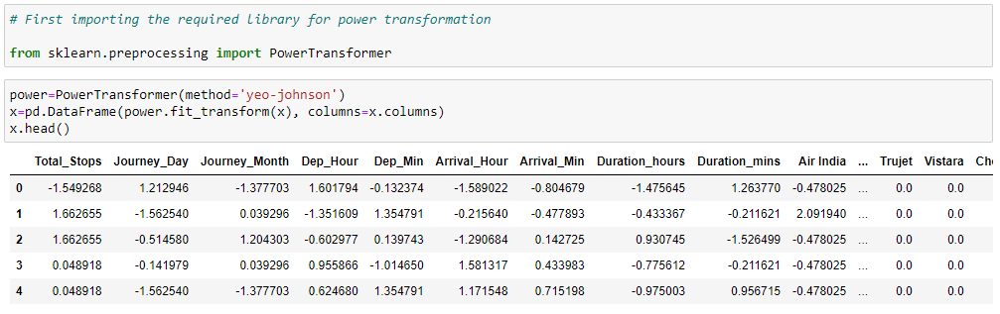 # First importing the required library for power transformation
from sklearn.preprocessing import PowerTransformer
power=PowerTransformer(method='yeo-johnson')
x=pd.DataFrame(power.fit_transform(x), columns=x.columns)
x.head()
Total_Stops Journey_Day Journey_Month Dep_Hour Dep_Min Arrival_Hour Arrival_Min Duration_hours Duration_mins Air India ... Trujet Vistara
0 -1.549268 1.212946 -1.377703 1.601794 -0.132374 -1.589022 -0.804679 -1.475645 1.263770 -0.478025 ... 0.0 0.0
1 1.662655 -1.562540 0.039296 -1.351609 1.354791 -0.215640 -0.477893 -0.433367 -0.211621 2.091940 ... 0.0 0.0
2 1.662655 -0.514580 1.204303 -0.602977 0.139743 -1.290684 0.142725 0.930745 -1.526499 -0.478025 ... 0.0 0.0
3 0.048918 -0.141979 0.039296 0.955866 -1.014650 1.581317 0.433983 -0.775612 -0.211621 -0.478025 ... 0.0 0.0
4 0.048918 -1.562540 -1.377703 0.624680 1.354791 1.171548 0.715198 -0.975003 0.956715 -0.478025 ... 0.0 0.0